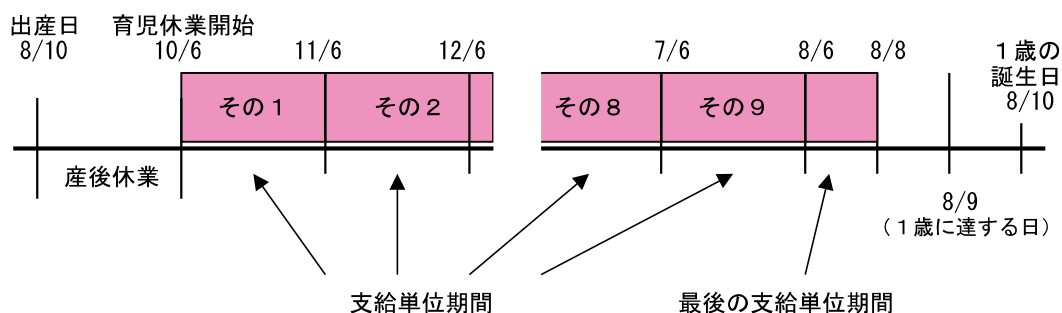 出産日
8/10
育児休業開始
10/6
11/6
12/6
7/6
8/6
8/8
１歳の
誕生日
8/10
その１
その２
その８
その９
産後休業
8/9
（１歳に達する日）
支給単位期間
最後の支給単位期間